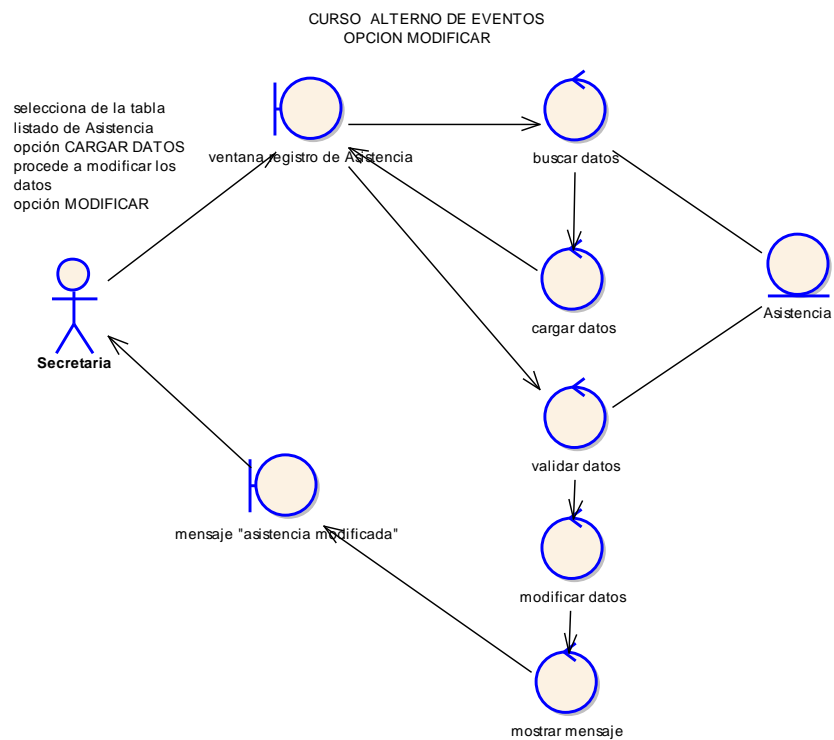 CURSO ALTERNO DE EVENTOS
OPCION MODIFICAR
selecciona de la tabla
listado de Asistencia
opción CARGAR DATOS
procede a modificar los
datos
opción MODIFICAR
ventana registro de Asistencia
buscar datos
cargar datos
Asistencia
Secretaria
validar datos
mensaje "asistencia modificada"
modificar datos
mostrar mensaje